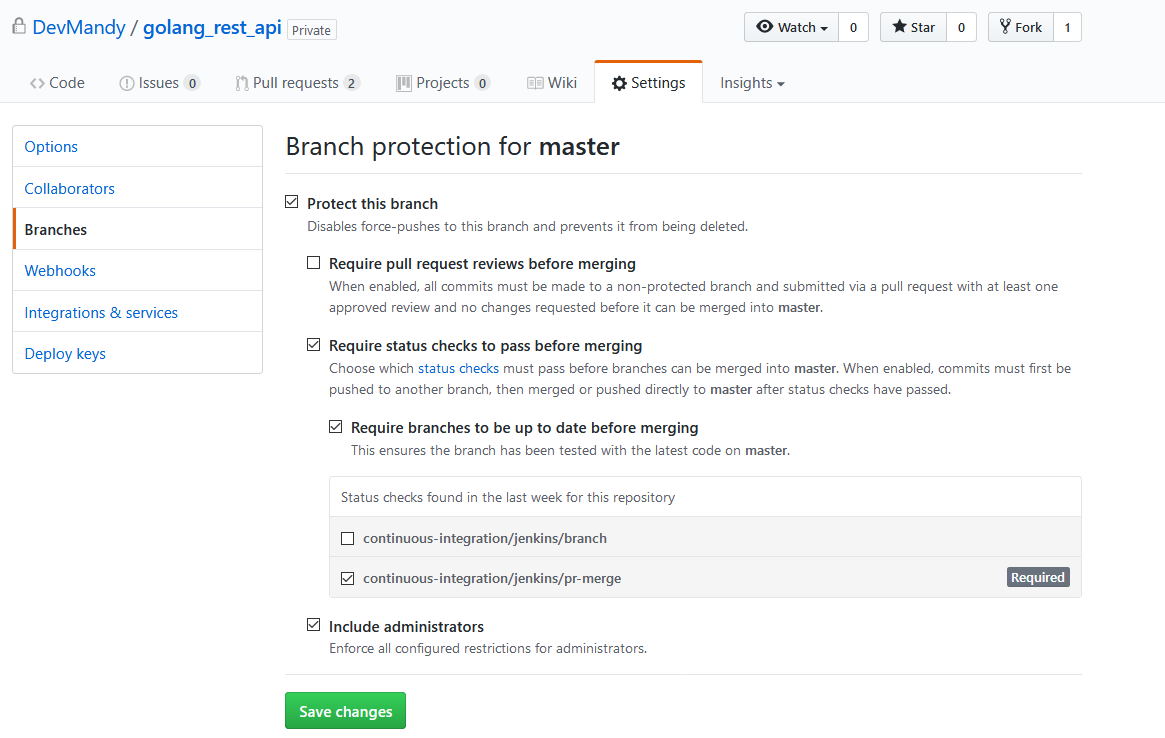 DevMandy / golang_rest_api Private
Watch 0 Star 0 Fork 1
Code Issues 0 Pull requests 2 Projects 0 Wiki Settings Insights
Options
Collaborators
Branches
Webhooks
Integrations & services
Deploy keys
Branch protection for master
Protect this branch
Disables force-pushes to this branch and prevents it from being deleted.
Require pull request reviews before merging
When enabled, all commits must be made to a non-protected branch and submitted via a pull request with at least one
approved review and no changes requested before it can be merged into master.
Require status checks to pass before merging
Choose which status checks must pass before branches can be merged into master. When enabled, commits must first be
pushed to another branch, then merged or pushed directly to master after status checks have passed.
Require branches to be up to date before merging
This ensures the branch has been tested with the latest code on master.
Status checks found in the last week for this repository
continuous-integration/jenkins/branch
continuous-integration/jenkins/pr-merge Required
Include administrators
Enforce all configured restrictions for administrators.
Save changes